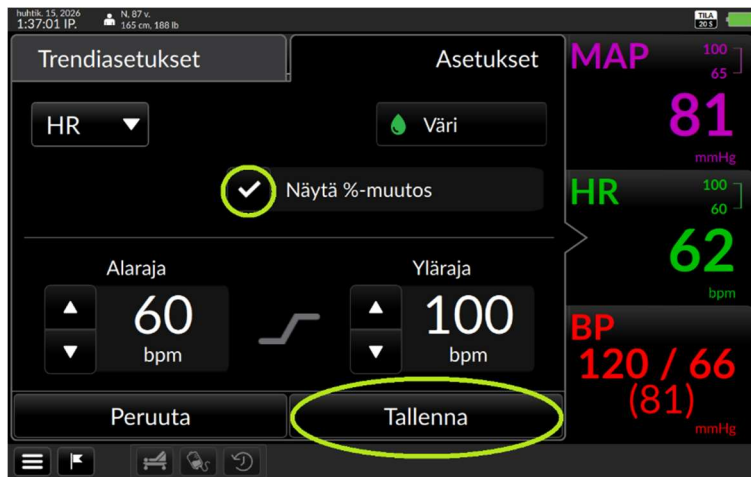 huhtik. 15, 2026
1:37:01 IP.
N, 87 v.
165 cm, 188 lb
TILA
20 S
Trendiasetukset
Asetukset
HR
Väri
Näytä %-muutos
Alaraja
Yläraja
60
bpm
100
bpm
Peruuta
Tallenna
MAP
100
65
81
mmHg
HR
100
60
62
bpm
BP
120 / 66
(81)
mmHg